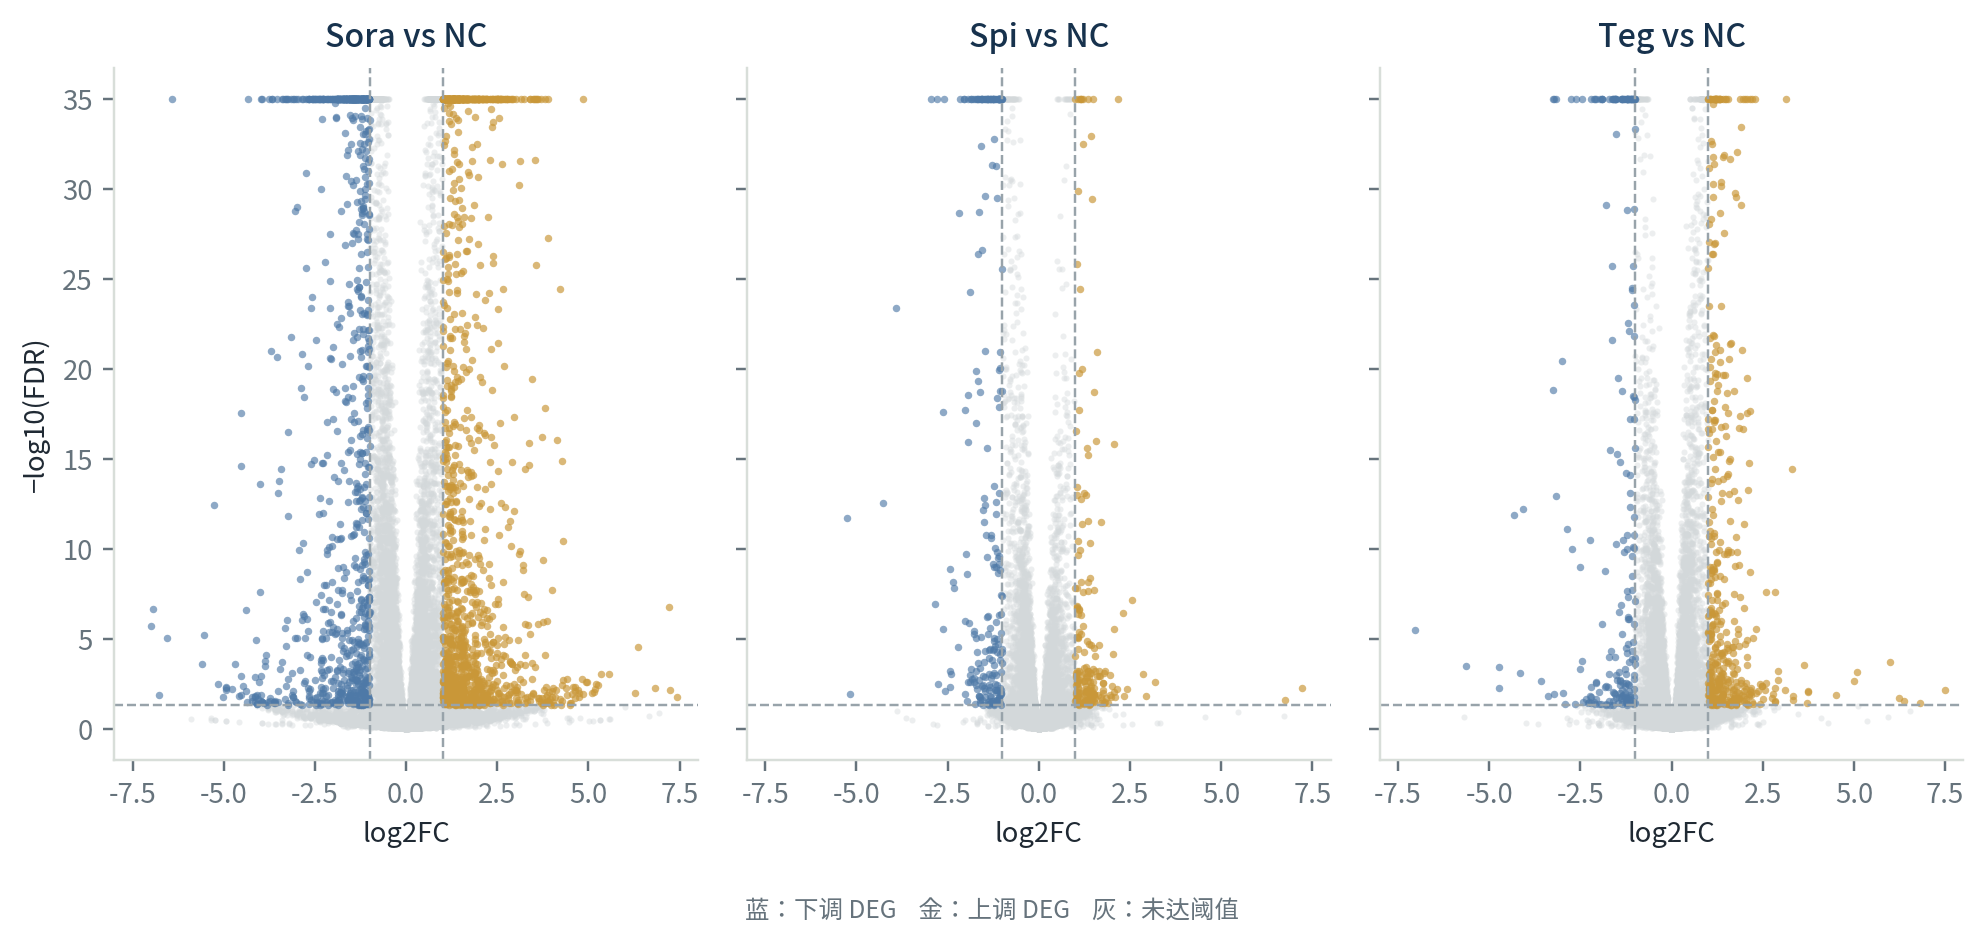 Sora vs NC
Spi vs NC
Teg vs NC
−log10(FDR)
35
30
25
20
15
10
5
0
-7.5 -5.0 -2.5 0.0 2.5 5.0 7.5
-7.5 -5.0 -2.5 0.0 2.5 5.0 7.5
-7.5 -5.0 -2.5 0.0 2.5 5.0 7.5
log2FC
log2FC
log2FC
蓝：下调 DEG 金：上调 DEG 灰：未达阈值